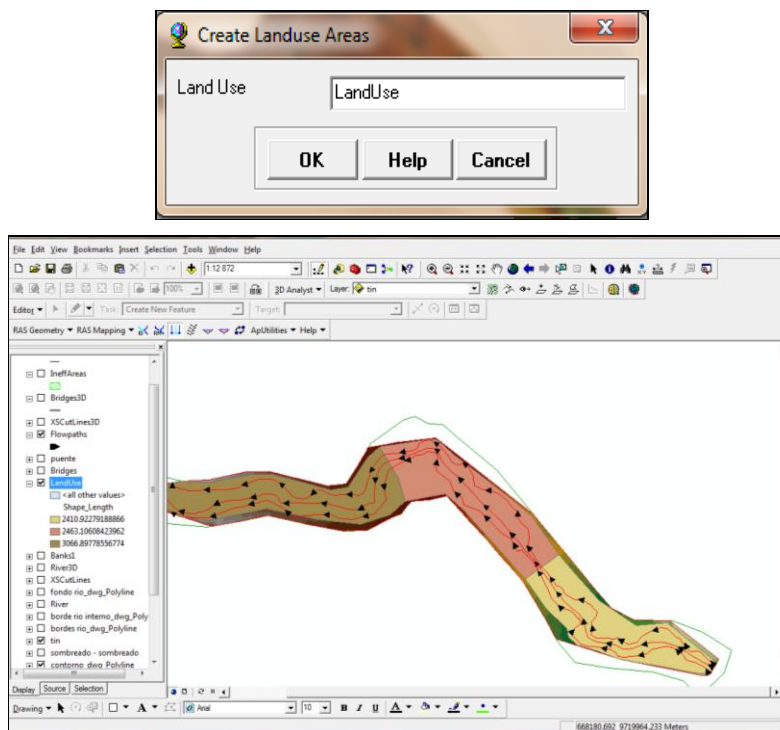 Create Landuse Areas
x
Land Use
LandUse
OK Help Cancel
File Edit View Bookmarks Insert Selection Tools Window Help
1:12 872
100% 3D Analyst Layer: tin
Editor Task: Create New Feature Target:
RAS Geometry RAS Mapping ApUtilities Help
IneffAreas
Bridges3D
XSCutLines3D
Flowpaths
puente
Bridges
LandUse
<all other values>
Shape_Length
2410.92279188866
2463.10608423962
3066.89778556774
Banks1
River3D
XSCutLines
fondo rio_dwg_Polyline
River
borde rio interno_dwg_Poly
bordes rio_dwg_Polyline
tin
sombreado - sombreado
contorno_dwg_Polyline
Display Source Selection
Drawing A Arial 10 B I U A
668180.692 9719964.233 Meters